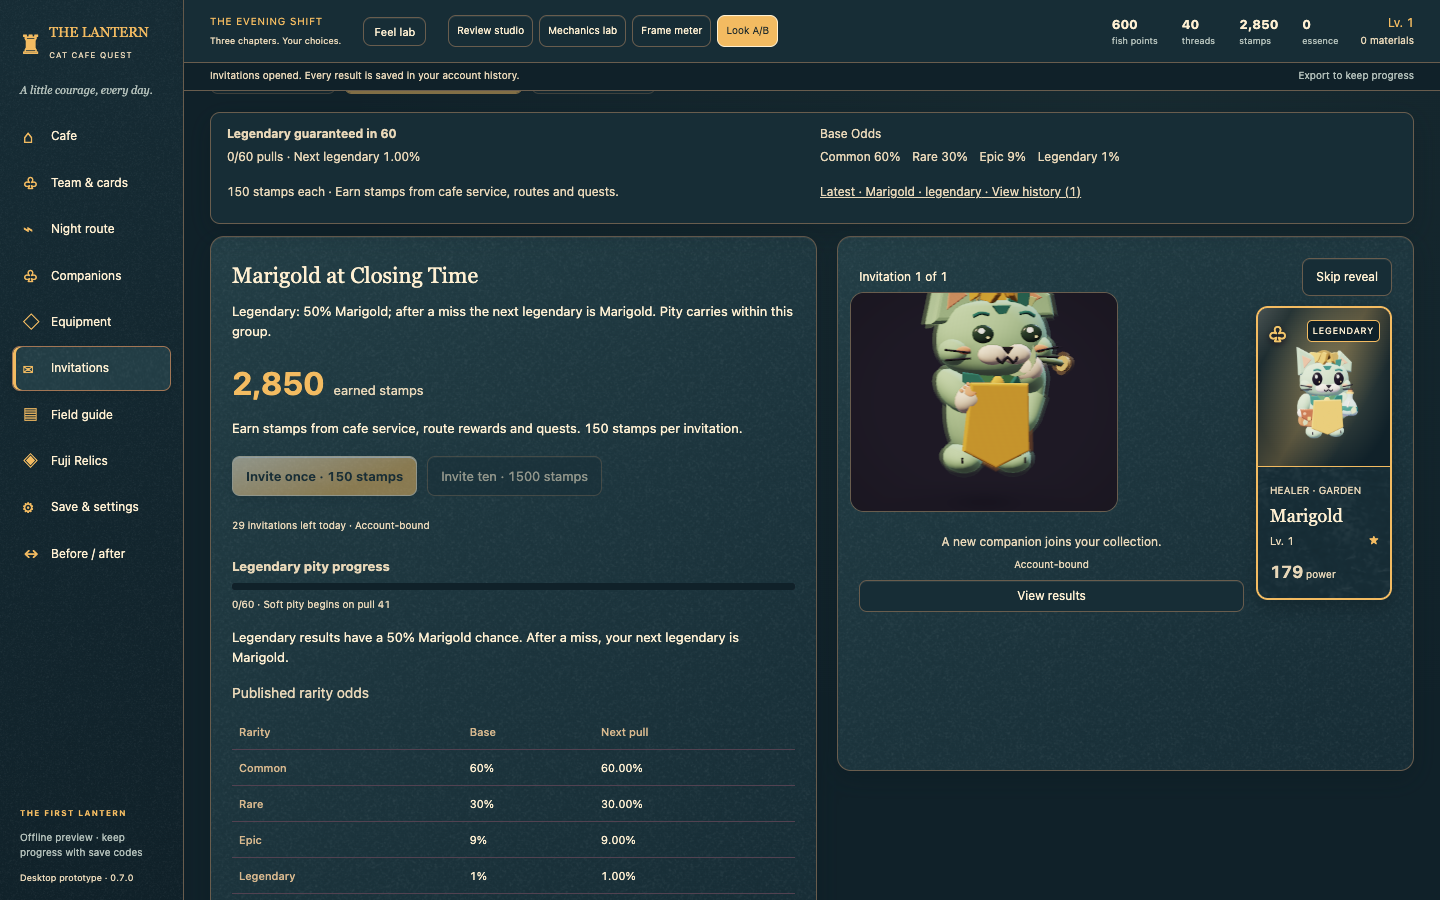 THE LANTERN
CAT CAFE QUEST
A little courage, every day.
Cafe
Team & cards
Night route
Companions
Equipment
Invitations
Field guide
Fuji Relics
Save & settings
Before / after
THE FIRST LANTERN
Offline preview · keep
progress with save codes
Desktop prototype · 0.7.0
THE EVENING SHIFT
Three chapters. Your choices.
Feel lab
Review studio
Mechanics lab
Frame meter
Look A/B
600
fish points
40
threads
2,850
stamps
0
essence
Lv. 1
0 materials
Invitations opened. Every result is saved in your account history.
Export to keep progress
Legendary guaranteed in 60
0/60 pulls · Next legendary 1.00%
150 stamps each · Earn stamps from cafe service, routes and quests.
Base Odds
Common 60% Rare 30% Epic 9% Legendary 1%
Latest · Marigold · legendary · View history (1)
Marigold at Closing Time
Legendary: 50% Marigold; after a miss the next legendary is Marigold. Pity carries within this
group.
2,850 earned stamps
Earn stamps from cafe service, route rewards and quests. 150 stamps per invitation.
Invite once · 150 stamps
Invite ten · 1500 stamps
29 invitations left today · Account-bound
Legendary pity progress
0/60 · Soft pity begins on pull 41
Legendary results have a 50% Marigold chance. After a miss, your next legendary is
Marigold.
Published rarity odds
Rarity Base Next pull
Common 60% 60.00%
Rare 30% 30.00%
Epic 9% 9.00%
Legendary 1% 1.00%
Invitation 1 of 1
Skip reveal
LEGENDARY
HEALER · GARDEN
Marigold
Lv. 1
179 power
A new companion joins your collection.
Account-bound
View results